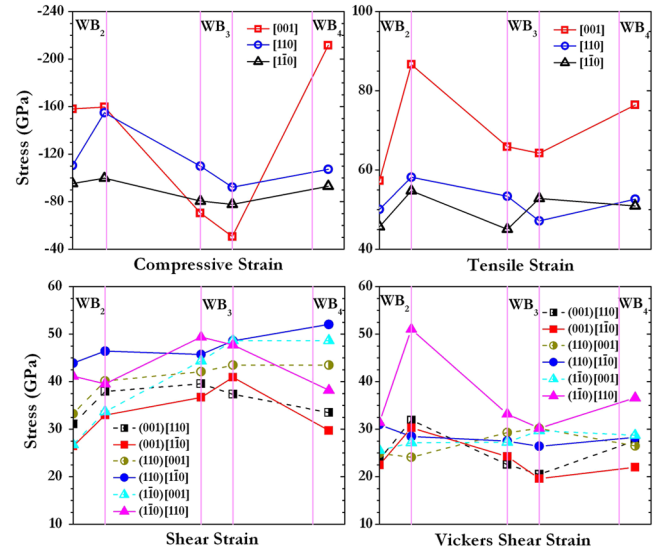 -240
-200
-160
-120
-80
-40
Stress (GPa)
WB2
WB3
WB4
[001]
[110]
[11̄0]
Compressive Strain
100
80
60
40
WB2
WB3
WB4
[001]
[110]
[11̄0]
Tensile Strain
60
50
40
30
20
10
Stress (GPa)
WB2
WB3
WB4
(001)[110]
(001)[11̄0]
(110)[001]
(110)[11̄0]
(11̄0)[001]
(11̄0)[110]
Shear Strain
60
50
40
30
20
10
WB2
WB3
WB4
(001)[110]
(001)[11̄0]
(110)[001]
(110)[11̄0]
(11̄0)[001]
(11̄0)[110]
Vickers Shear Strain